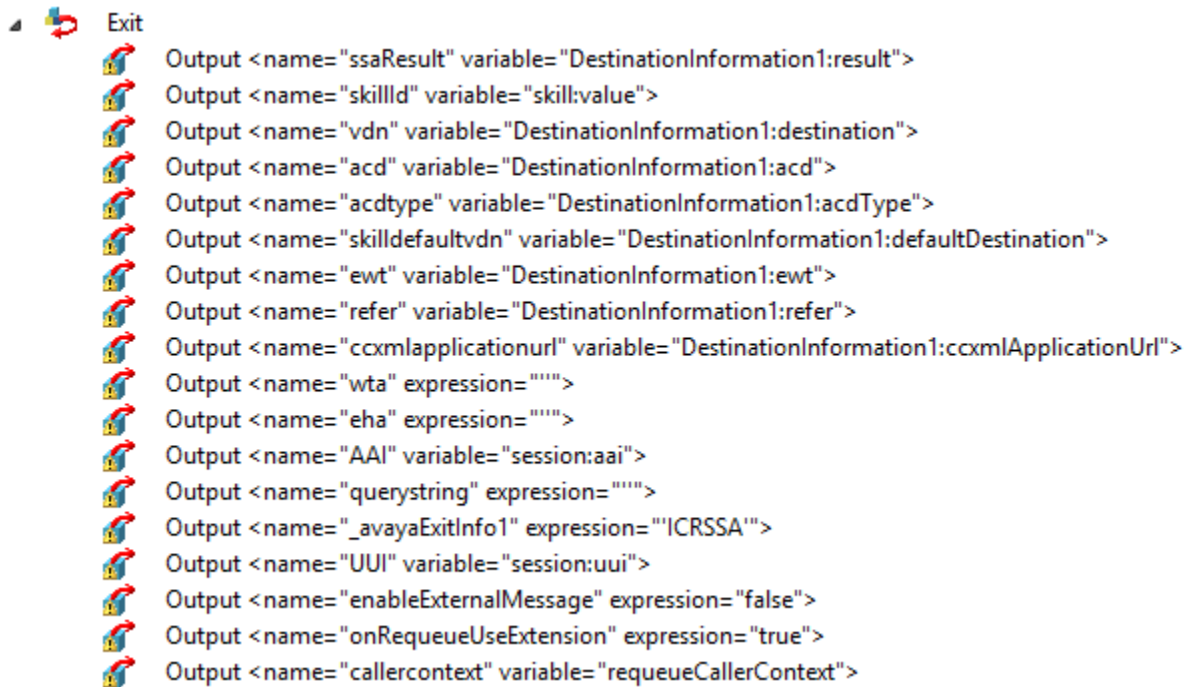 Exit
Output <name="ssaResult" variable="DestinationInformation1:result">
Output <name="skillId" variable="skill:value">
Output <name="vdn" variable="DestinationInformation1:destination">
Output <name="acd" variable="DestinationInformation1:acd">
Output <name="acdtype" variable="DestinationInformation1:acdType">
Output <name="skilldefaultvdn" variable="DestinationInformation1:defaultDestination">
Output <name="ewt" variable="DestinationInformation1:ewt">
Output <name="refer" variable="DestinationInformation1:refer">
Output <name="ccxmlapplicationurl" variable="DestinationInformation1:ccxmlApplicationUrl">
Output <name="wta" expression="''">
Output <name="eha" expression="''">
Output <name="AAI" variable="session:aai">
Output <name="querystring" expression="''">
Output <name="_avayaExitInfo1" expression="'ICRSSA'">
Output <name="UUI" variable="session:uui">
Output <name="enableExternalMessage" expression="false">
Output <name="onRequeueUseExtension" expression="true">
Output <name="callercontext" variable="requeueCallerContext">